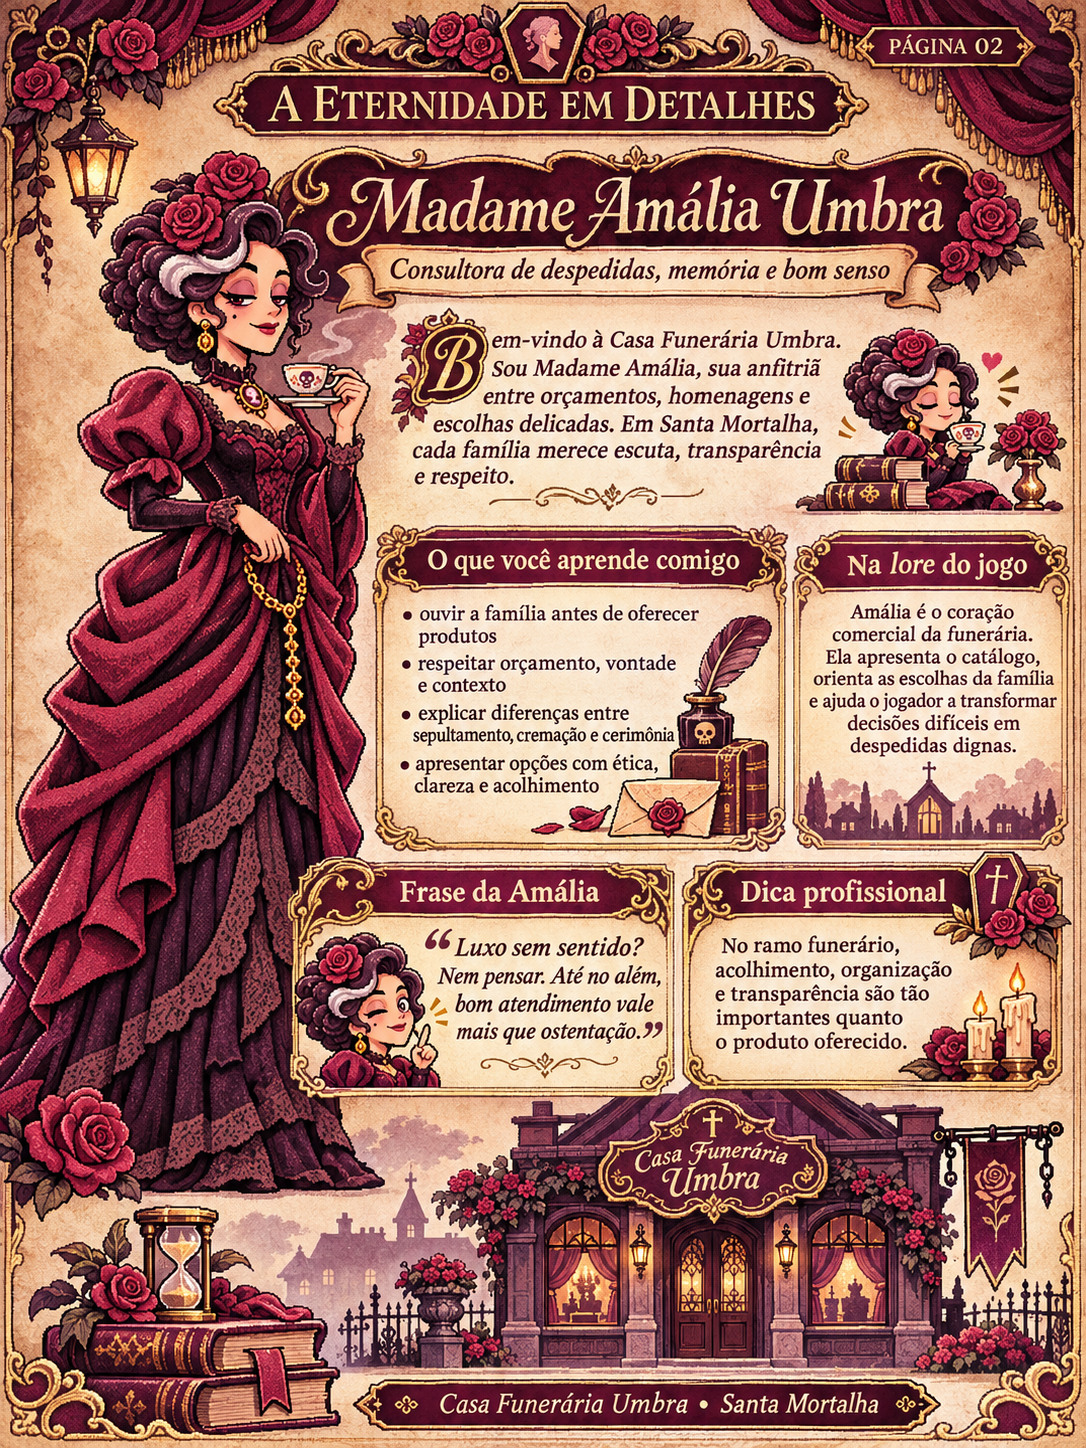 PÁGINA 02
A ETERNIDADE EM DETALHES
Madame Amália Umbra
Consultora de despedidas, memória e bom senso
Bem-vindo à Casa Funerária Umbra.
Sou Madame Amália, sua anfitriã
entre orçamentos, homenagens e
escolhas delicadas. Em Santa Mortalha,
cada família merece escuta, transparência
e respeito.
O que você aprende comigo
• ouvir a família antes de oferecer
produtos
• respeitar orçamento, vontade
e contexto
• explicar diferenças entre
sepultamento, cremação e cerimônia
• apresentar opções com ética,
clareza e acolhimento
Na lore do jogo
Amália é o coração
comercial da funerária.
Ela apresenta o catálogo,
orienta as escolhas da família
e ajuda o jogador a transformar
decisões difíceis em
despedidas dignas.
Frase da Amália
“Luxo sem sentido?
Nem pensar. Até no além,
bom atendimento vale
mais que ostentação.”
Dica profissional
No ramo funerário,
acolhimento, organização
e transparência são tão
importantes quanto
o produto oferecido.
Casa Funerária
Umbra
Casa Funerária Umbra • Santa Mortalha